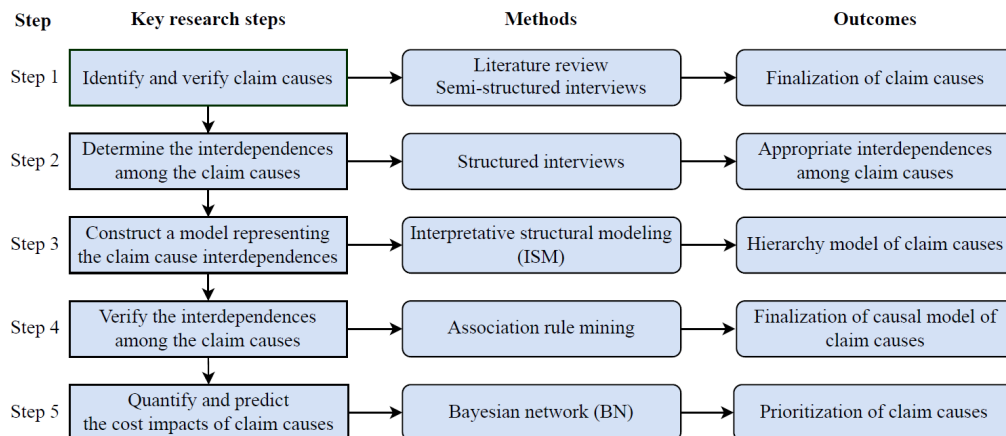 Step
Key research steps
Methods
Outcomes
Step 1
Identify and verify claim causes
Literature review
Semi-structured interviews
Finalization of claim causes
Step 2
Determine the interdependences
among the claim causes
Structured interviews
Appropriate interdependences
among claim causes
Step 3
Construct a model representing
the claim cause interdependences
Interpretative structural modeling
(ISM)
Hierarchy model of claim causes
Step 4
Verify the interdependences
among the claim causes
Association rule mining
Finalization of causal model of
claim causes
Step 5
Quantify and predict
the cost impacts of claim causes
Bayesian network (BN)
Prioritization of claim causes